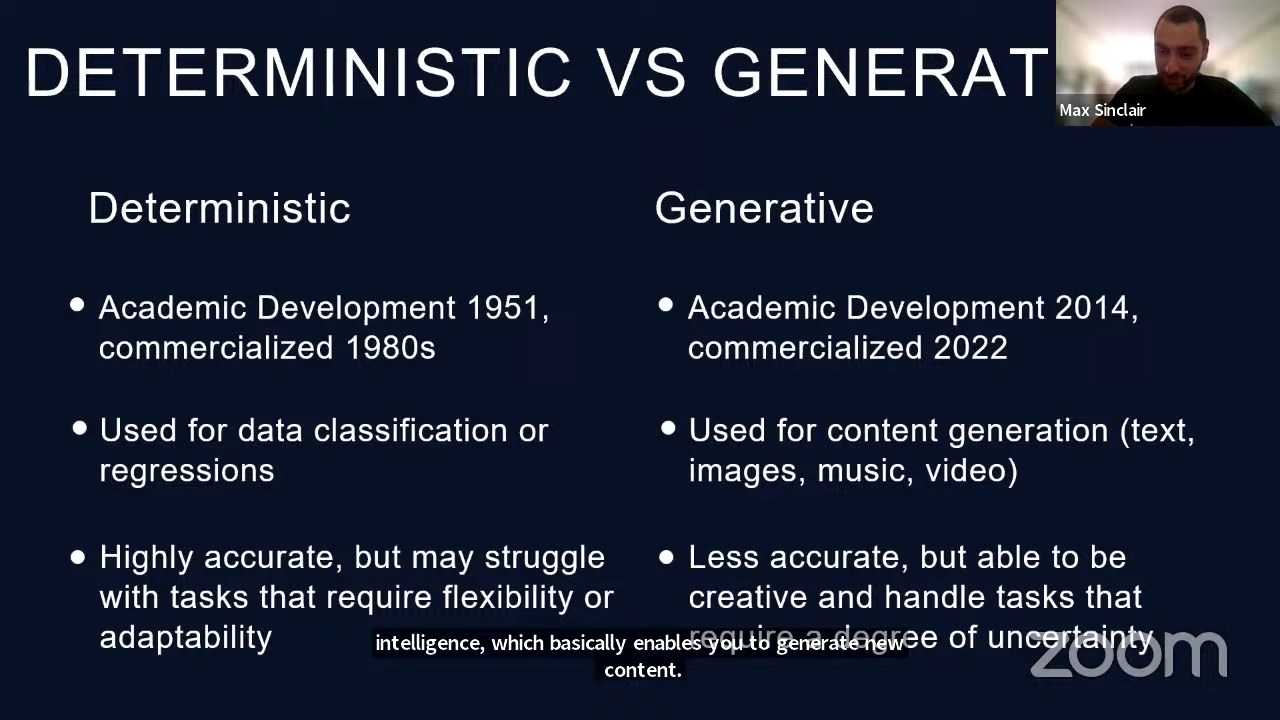 DETERMINISTIC VS GENERAT
Max Sinclair
Deterministic
Academic Development 1951,
commercialized 1980s
Used for data classification or
regressions
Highly accurate, but may struggle
with tasks that require flexibility or
adaptability
Generative
Academic Development 2014,
commercialized 2022
Used for content generation (text,
images, music, video)
Less accurate, but able to be
creative and handle tasks that
require a degree of uncertainty
intelligence, which basically enables you to generate new
content.
zoom